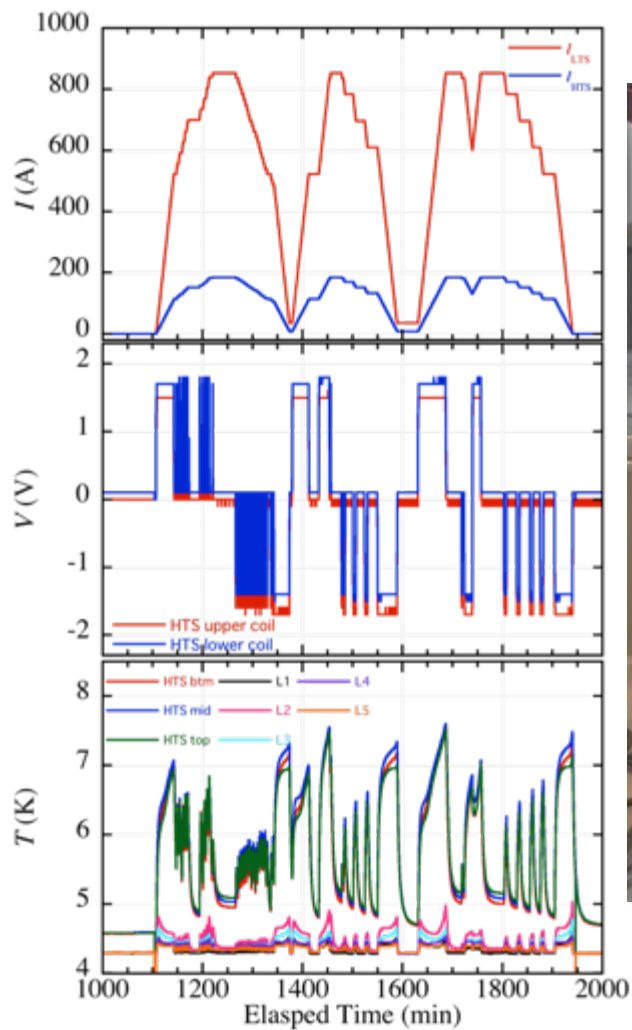 1000
800
600
400
200
0
I (A)
I LTS
I HTS
2
1
0
-1
-2
V (V)
HTS upper coil
HTS lower coil
8
7
6
5
4
T (K)
HTS btm L1 L4
HTS mid L2 L5
HTS top L3
1000 1200 1400 1600 1800 2000
Elasped Time (min)